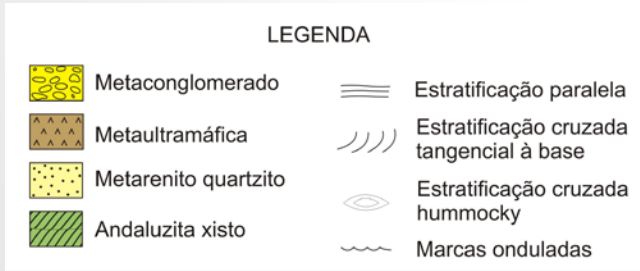 LEGENDA
Metaconglomerado
Metaultramáfica
Metarenito quartzito
Andaluzita xisto
Estratificação paralela
Estratificação cruzada
tangencial à base
Estratificação cruzada
hummocky
Marcas onduladas